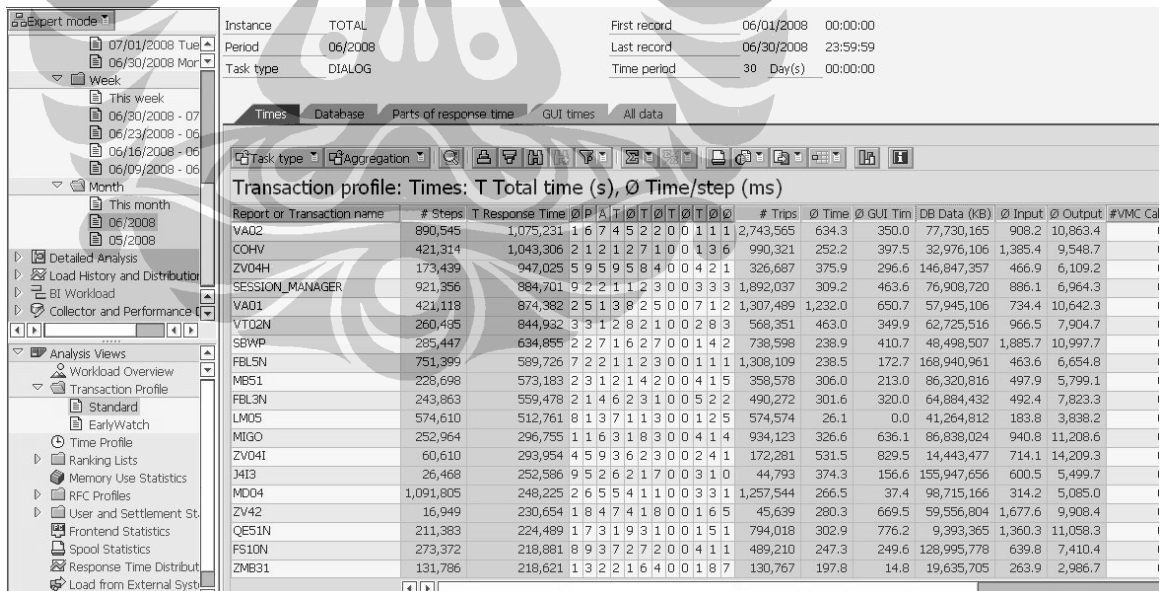 Expert mode
07/01/2008 Tue
06/30/2008 Mor
Week
This week
06/30/2008 - 07
06/23/2008 - 06
06/16/2008 - 06
06/09/2008 - 06
Month
This month
06/2008
05/2008
Detailed Analysis
Load History and Distribution
BI Workload
Collector and Performance D
Analysis Views
Workload Overview
Transaction Profile
Standard
EarlyWatch
Time Profile
Ranking Lists
Memory Use Statistics
RFC Profiles
User and Settlement St
Frontend Statistics
Spool Statistics
Response Time Distribut
Load from External Syst
Instance TOTAL First record 06/01/2008 00:00:00
Period 06/2008 Last record 06/30/2008 23:59:59
Task type DIALOG Time period 30 Day(s) 00:00:00
Times Database Parts of response time GUI times All data
Task type Aggregation
Transaction profile: Times: T Total time (s), Ø Time/step (ms)
Report or Transaction name # Steps T Response Time Ø P A T Ø T Ø T Ø T Ø Ø # Trips Ø Time Ø GUI Tim DB Data (KB) Ø Input Ø Output #VMC Cal
VA02 890,545 1,075,231 1 6 7 4 5 2 2 0 0 1 1 1 2,743,565 634.3 350.0 77,730,165 908.2 10,863.4
COHV 421,314 1,043,306 2 1 2 1 2 7 1 0 0 1 3 6 990,321 252.2 397.5 32,976,106 1,385.4 9,548.7
ZV04H 173,439 947,025 5 9 5 9 5 8 4 0 0 4 2 1 326,687 375.9 296.6 146,847,357 466.9 6,109.2
SESSION_MANAGER 921,356 884,701 9 2 2 1 1 2 3 0 0 3 3 3 1,892,037 309.2 463.6 76,908,720 886.1 6,964.3
VA01 421,118 874,382 2 5 1 3 8 2 5 0 0 7 1 2 1,307,489 1,232.0 650.7 57,945,106 734.4 10,642.3
VT02N 260,485 844,932 3 3 1 2 8 2 1 0 0 2 8 3 568,351 463.0 349.9 62,725,516 966.5 7,904.7
SBWP 285,447 634,855 2 2 7 1 6 2 7 0 0 1 4 2 738,598 238.9 410.7 48,498,507 1,885.7 10,997.7
FBL5N 751,399 589,726 7 2 2 1 1 2 3 0 0 1 1 1 1,308,109 238.5 172.7 168,940,961 463.6 6,654.8
MB51 228,698 573,183 2 3 1 2 1 4 2 0 0 4 1 5 358,578 306.0 213.0 86,320,816 497.9 5,799.1
FBL3N 243,863 559,478 2 1 4 6 2 3 1 0 0 5 2 2 490,272 301.6 320.0 64,884,432 492.4 7,823.3
LM05 574,610 512,761 8 1 3 7 1 1 3 0 0 1 2 5 574,574 26.1 0.0 41,264,812 183.8 3,838.2
MIGO 252,964 296,755 1 1 6 3 1 8 3 0 0 4 1 4 934,123 326.6 636.1 86,838,024 940.8 11,208.6
ZV04I 60,610 293,954 4 5 9 3 6 2 3 0 0 2 4 1 172,281 531.5 829.5 14,443,477 714.1 14,209.3
J4I3 26,468 252,586 9 5 2 6 2 1 7 0 0 3 1 0 44,793 374.3 156.6 155,947,656 600.5 5,499.7
MD04 1,091,805 248,225 2 6 5 5 4 1 1 0 0 3 3 1 1,257,544 266.5 37.4 98,715,166 314.2 5,085.0
ZV42 16,949 230,654 1 8 4 7 4 1 8 0 0 1 6 5 45,639 280.3 669.5 59,556,804 1,677.6 9,908.4
QE51N 211,383 224,489 1 7 3 1 9 3 1 0 0 1 5 1 794,018 302.9 776.2 9,393,365 1,360.3 11,058.3
FS10N 273,372 218,881 8 9 3 7 2 7 2 0 0 4 1 1 489,210 247.3 249.6 128,995,778 639.8 7,410.4
ZMB31 131,786 218,621 1 3 2 2 1 6 4 0 0 1 8 7 130,767 197.8 14.8 19,635,705 263.9 2,986.7